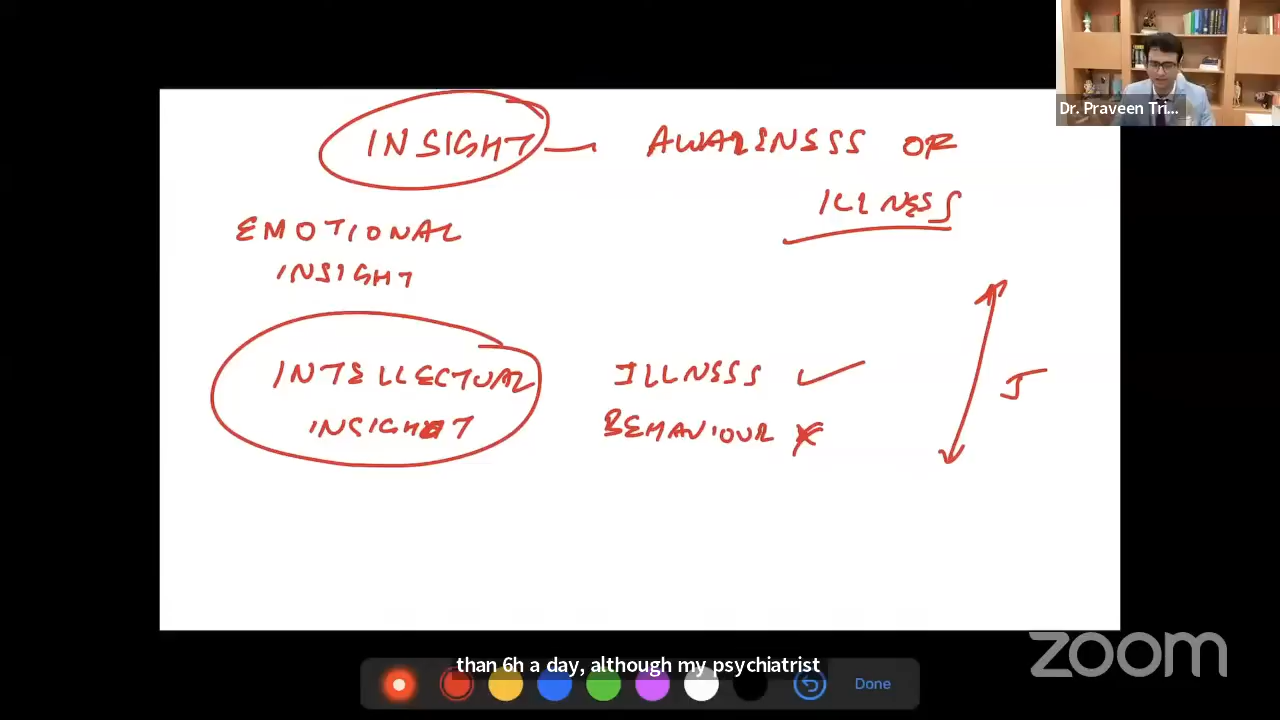 Dr. Praveen Tri...
INSIGHT — AWARENESS OF
ILLNESS
EMOTIONAL
INSIGHT
INTELLECTUAL
INSIGHT
ILLNESS ✓
BEHAVIOUR ×
5
than 6h a day, although my psychiatrist
Done
zoom